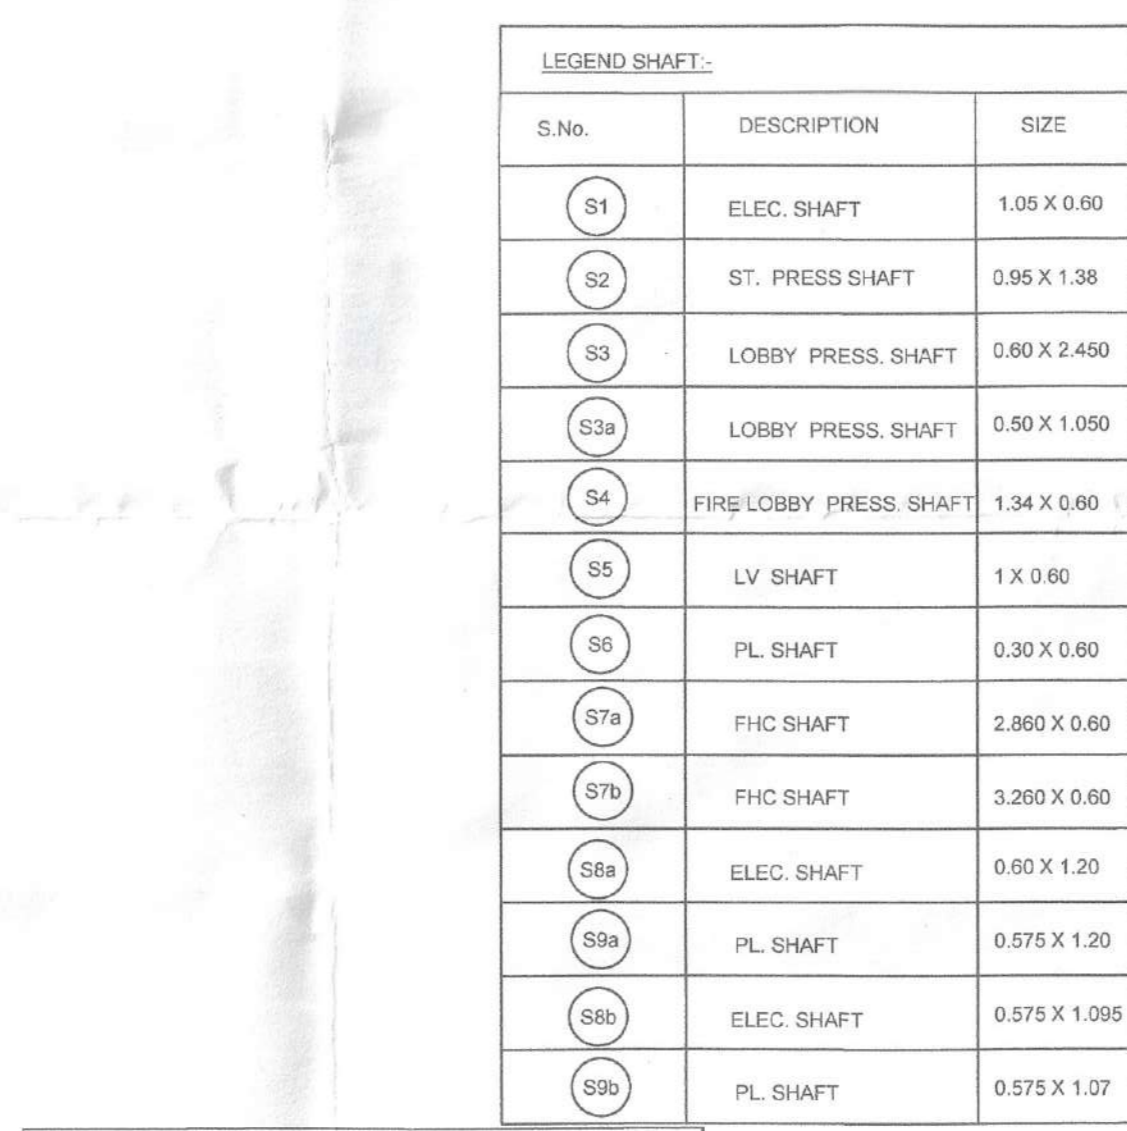 LEGEND SHAFT:-
S.No. DESCRIPTION SIZE
S1 ELEC. SHAFT 1.05 X 0.60
S2 ST. PRESS SHAFT 0.95 X 1.38
S3 LOBBY PRESS. SHAFT 0.60 X 2.450
S3a LOBBY PRESS. SHAFT 0.50 X 1.050
S4 FIRE LOBBY PRESS. SHAFT 1.34 X 0.60
S5 LV SHAFT 1 X 0.60
S6 PL. SHAFT 0.30 X 0.60
S7a FHC SHAFT 2.860 X 0.60
S7b FHC SHAFT 3.260 X 0.60
S8a ELEC. SHAFT 0.60 X 1.20
S9a PL. SHAFT 0.575 X 1.20
S8b ELEC. SHAFT 0.575 X 1.095
S9b PL. SHAFT 0.575 X 1.07